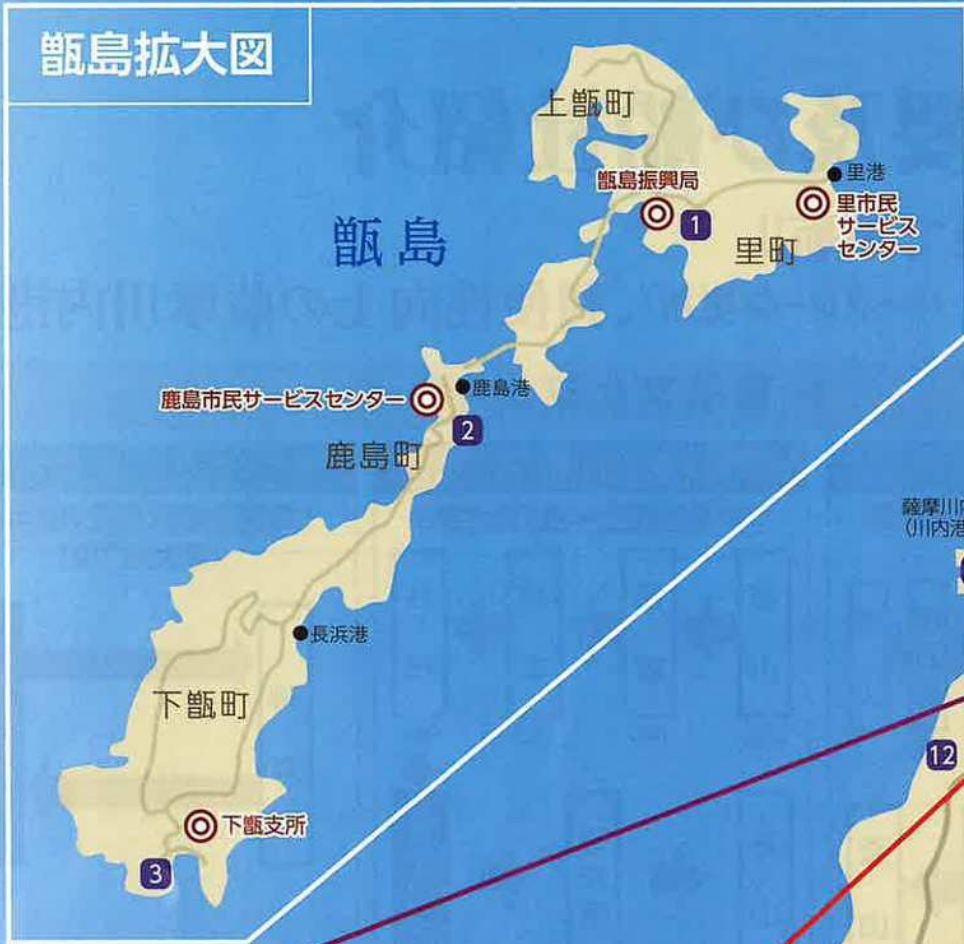 甑島拡大図
上甑町
里港
甑島振興局
里市民
サービス
センター
1
里町
甑島
鹿島港
鹿島市民サービスセンター
2
鹿島町
長浜港
下甑町
下甑支所
3
薩摩川内
(川内港
12